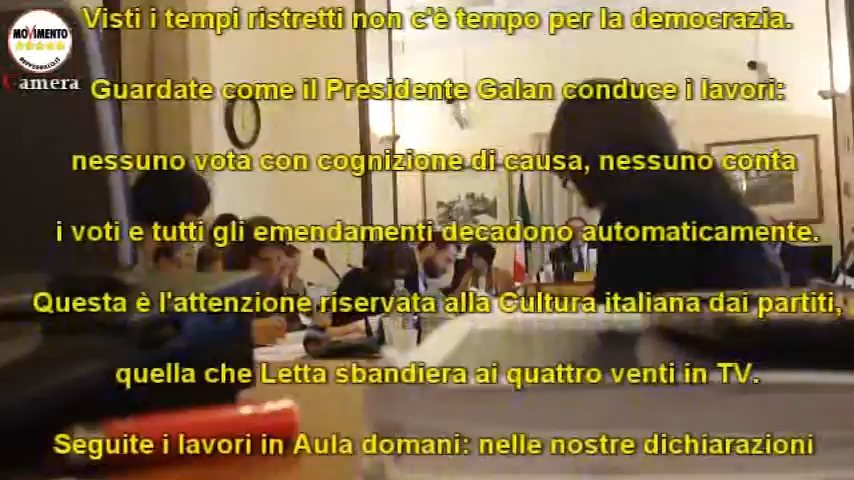 MOVIMENTO
BEPPEGRILLO.IT
Camera
Visti i tempi ristretti non c'è tempo per la democrazia.
Guardate come il Presidente Galan conduce i lavori:
nessuno vota con cognizione di causa, nessuno conta
i voti e tutti gli emendamenti decadono automaticamente.
Questa è l'attenzione riservata alla Cultura italiana dai partiti,
quella che Letta sbandiera ai quattro venti in TV.
Seguite i lavori in Aula domani: nelle nostre dichiarazioni